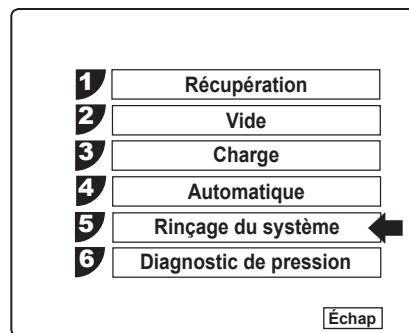 1 Récupération
2 Vide
3 Charge
4 Automatique
5 Rinçage du système
6 Diagnostic de pression
Échap